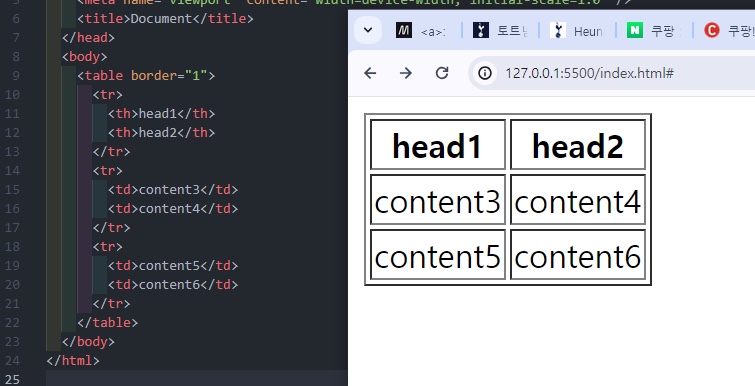 5 <meta name="viewport" content="width=device-width, initial-scale=1.0" />
6 <title>Document</title>
7 </head>
8 <body>
9 <table border="1">
10 <tr>
11 <th>head1</th>
12 <th>head2</th>
13 </tr>
14 <tr>
15 <td>content3</td>
16 <td>content4</td>
17 </tr>
18 <tr>
19 <td>content5</td>
20 <td>content6</td>
21 </tr>
22 </table>
23 </body>
24 </html>
25
M <a>: 토트넘 Heun N 쿠팡 C 쿠팡!
127.0.0.1:5500/index.html#
head1 head2
content3 content4
content5 content6